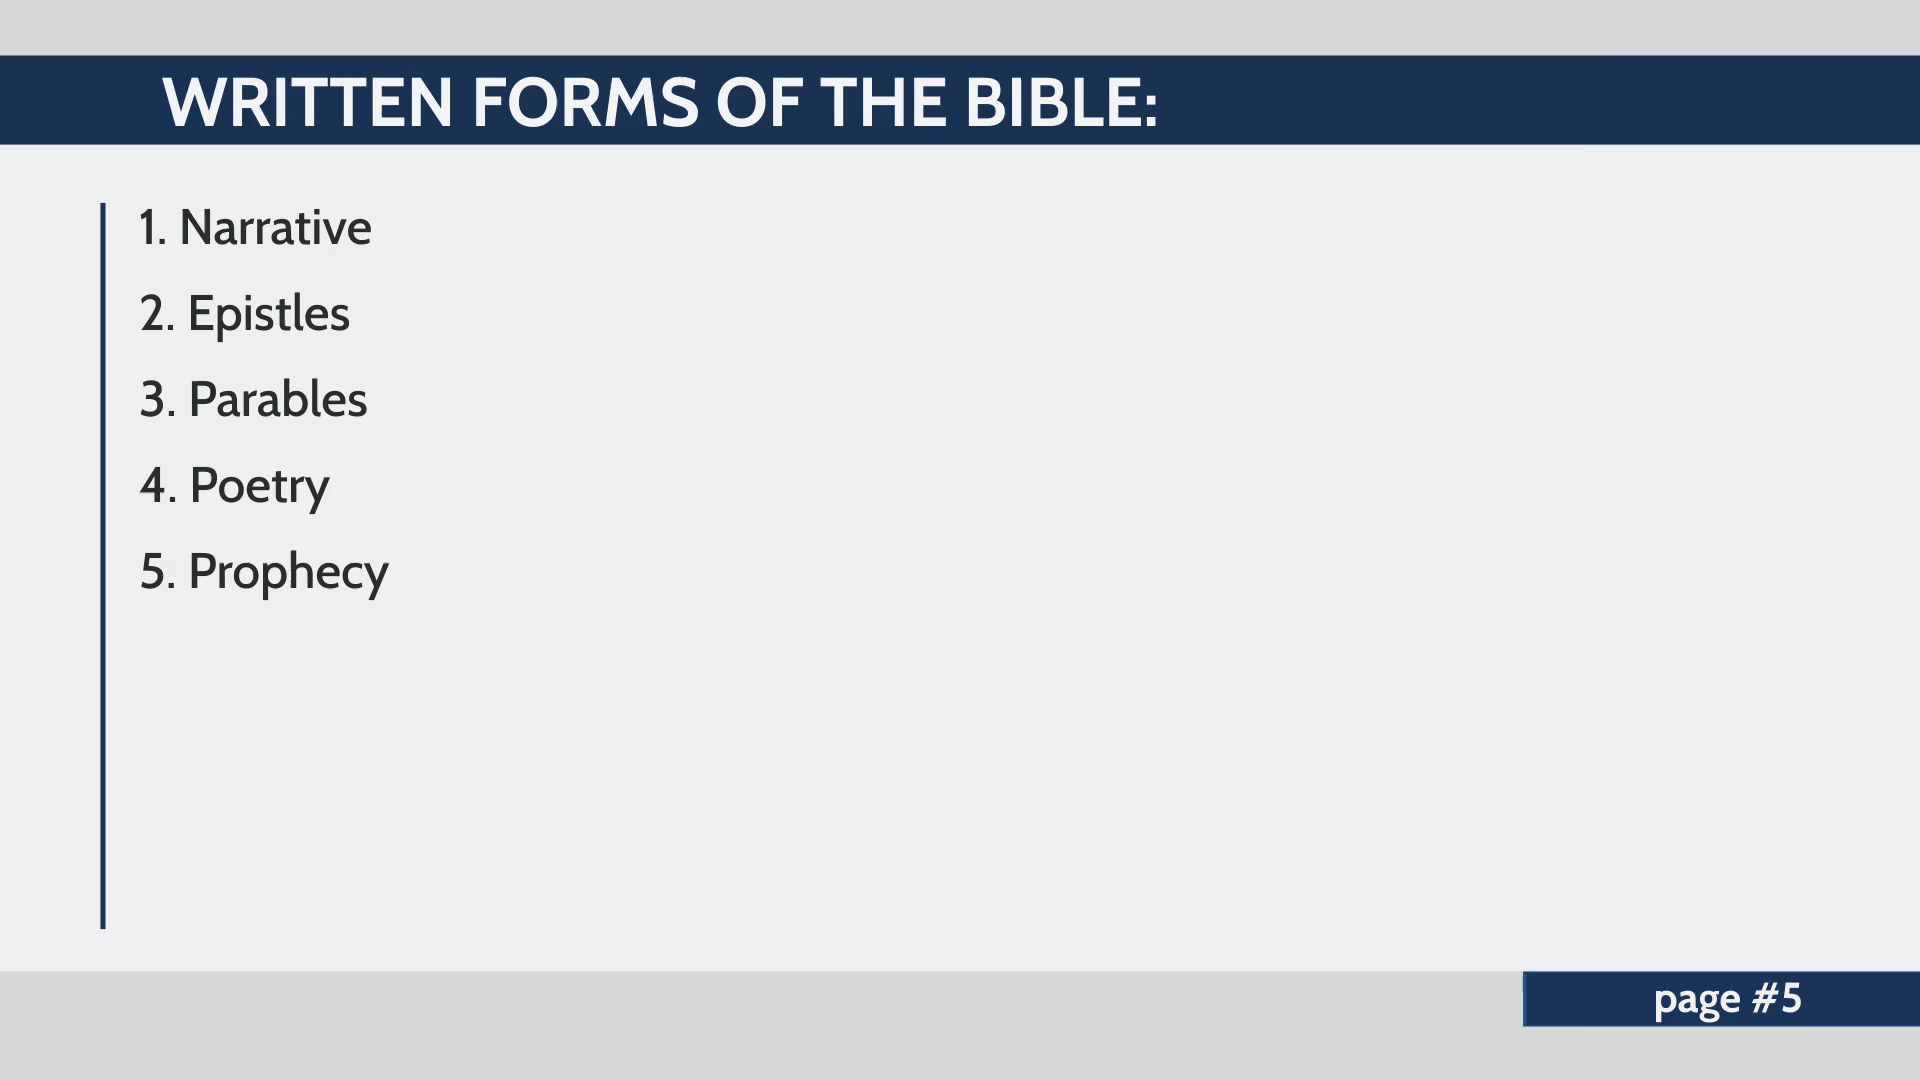 WRITTEN FORMS OF THE BIBLE:
1. Narrative
2. Epistles
3. Parables
4. Poetry
5. Prophecy
page #5